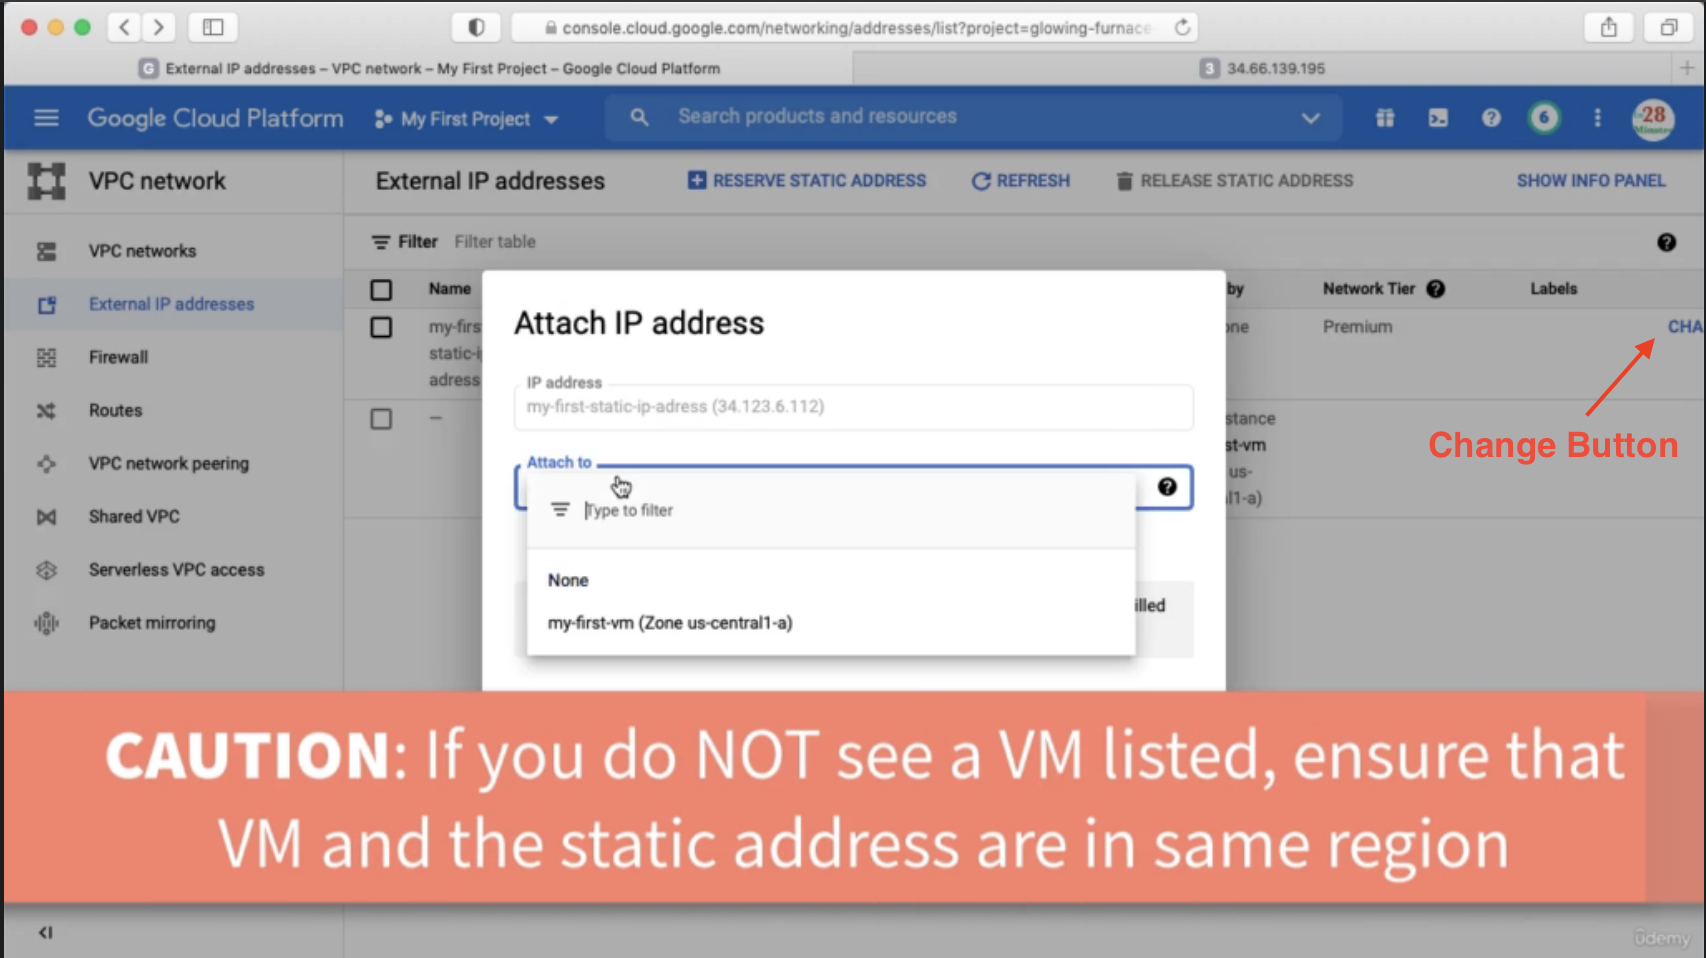 console.cloud.google.com/networking/addresses/list?project=glowing-furnace-
G External IP addresses – VPC network – My First Project – Google Cloud Platform
3 34.66.139.195
Google Cloud Platform
My First Project
Search products and resources
6
28
Minutes
VPC network
External IP addresses
RESERVE STATIC ADDRESS
REFRESH
RELEASE STATIC ADDRESS
SHOW INFO PANEL
VPC networks
External IP addresses
Firewall
Routes
VPC network peering
Shared VPC
Serverless VPC access
Packet mirroring
Filter Filter table
Name
by
Network Tier
Labels
my-firs
static-i
adress
one
Premium
CHA
–
stance
st-vm
us-
l1-a)
Change Button
Attach IP address
IP address
my-first-static-ip-adress (34.123.6.112)
Attach to
Type to filter
None
my-first-vm (Zone us-central1-a)
illed
CAUTION: If you do NOT see a VM listed, ensure that
VM and the static address are in same region
ûdemy